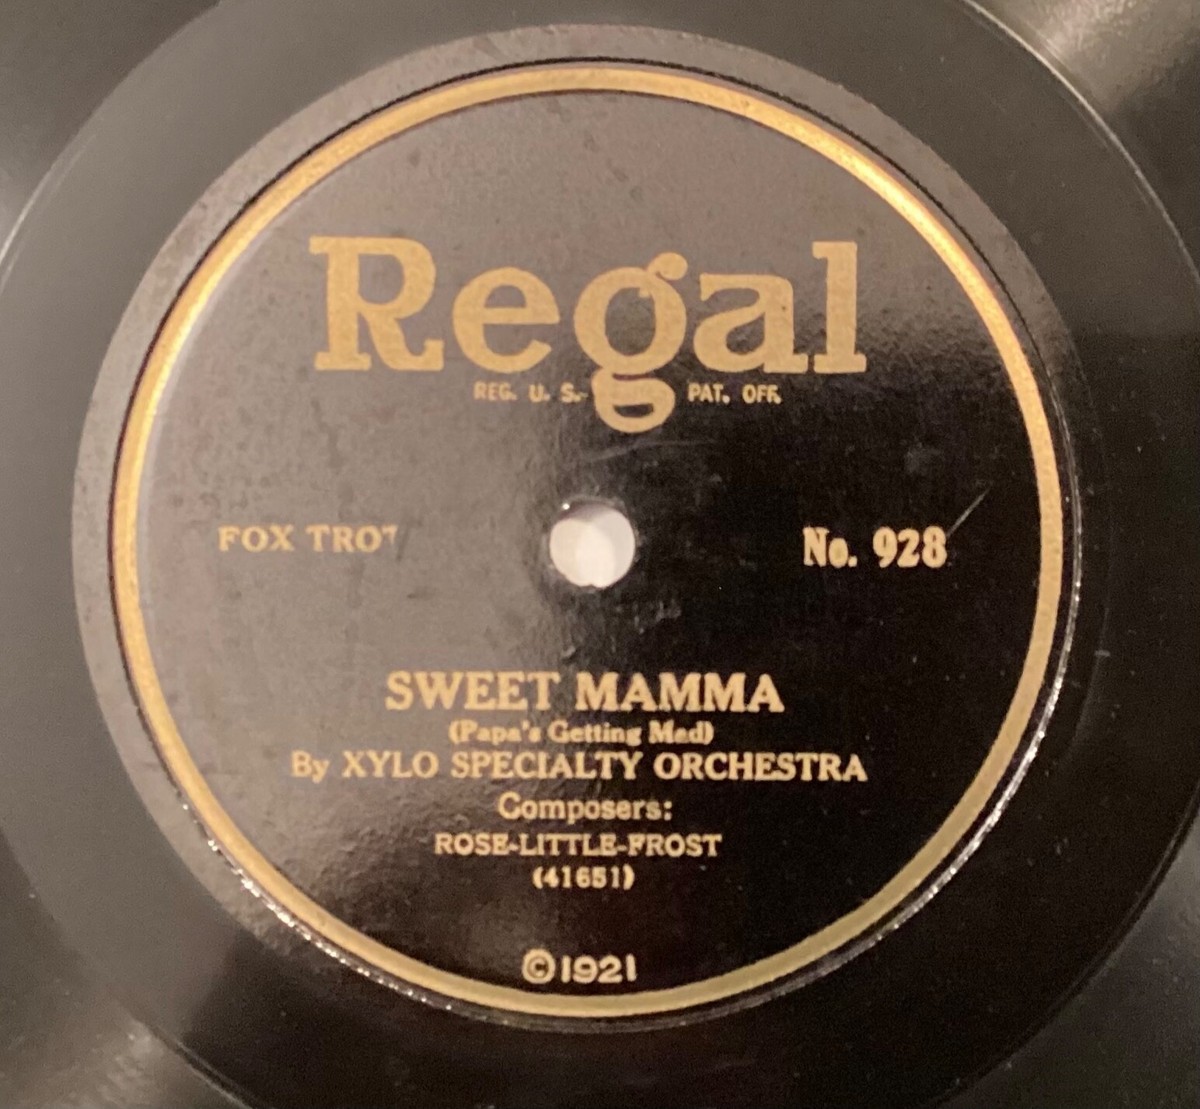 Regal
REG. U. S. PAT. OFF.
FOX TROT
No. 928
SWEET MAMMA
(Papa's Getting Mad)
By XYLO SPECIALTY ORCHESTRA
Composers:
ROSE-LITTLE-FROST
(41651)
©1921